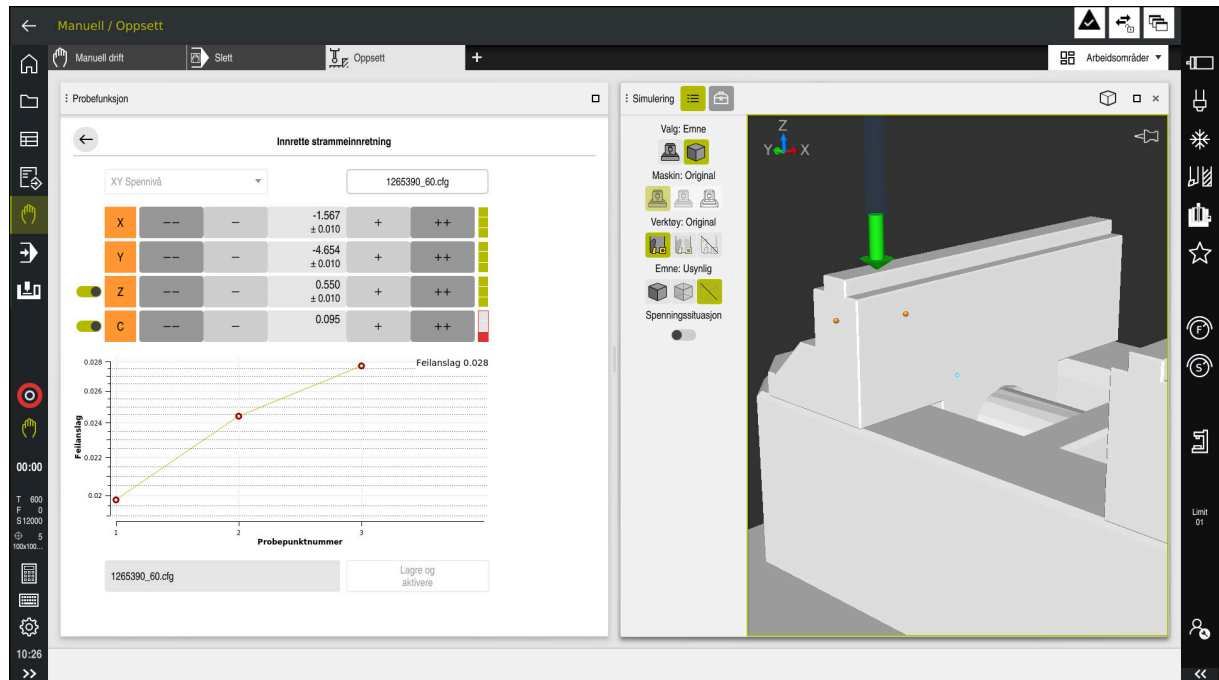 Manuell / Oppsett
Manuell drift
Slett
Oppsett
+
Arbeidsområder
Probefunksjon
Innrette strammeinnretning
XY Spennivå
1265390_60.cfg
X
−−
−
-1.567
± 0.010
+
++
Y
−−
−
-4.654
± 0.010
+
++
Z
−−
−
0.550
± 0.010
+
++
C
−−
−
0.095
+
++
Feilanslag 0.028
0.028
0.026
0.024
0.022
0.02
Feilanslag
1
2
3
Probepunktnummer
1265390_60.cfg
Lagre og
aktivere
Simulering
Valg: Emne
Maskin: Original
Verktøy: Original
Emne: Usynlig
Spenningssituasjon
Z
Y
X
00:00
T 600
F 0
S 12000
5
100x100...
10:26
F
S
Limit
01